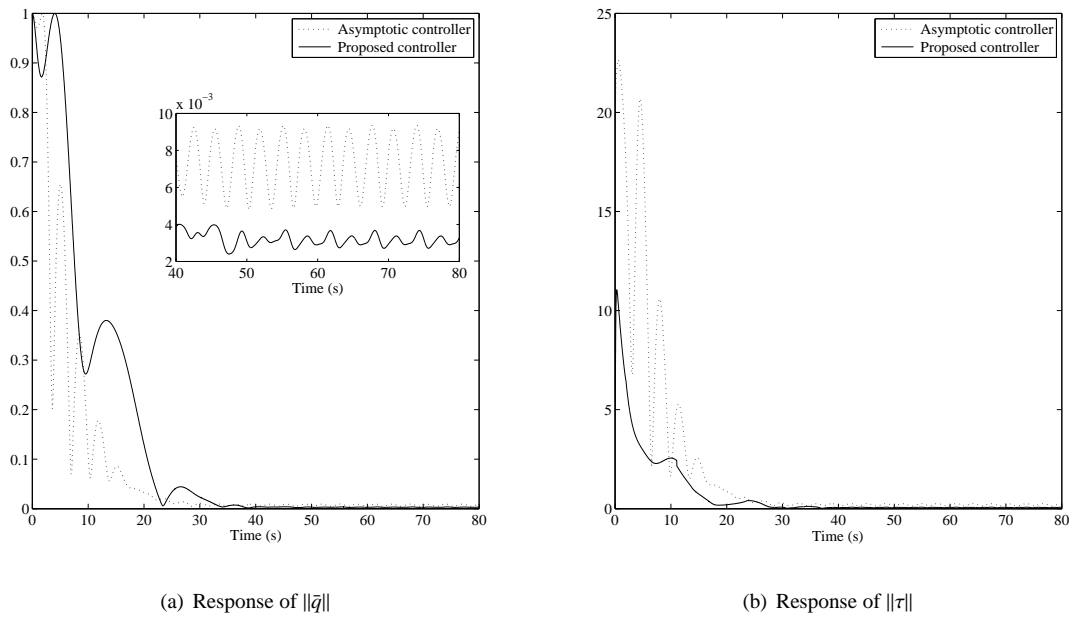 1
0.9
0.8
0.7
0.6
0.5
0.4
0.3
0.2
0.1
0
0 10 20 30 40 50 60 70 80
Time (s)
Asymptotic controller
Proposed controller
x 10^{-3}
10
8
6
4
2
40 50 60 70 80
Time (s)
(a) Response of ||q̄||
25
20
15
10
5
0
0 10 20 30 40 50 60 70 80
Time (s)
Asymptotic controller
Proposed controller
(b) Response of ||τ||